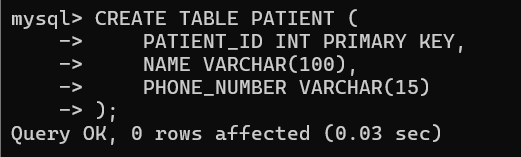 mysql> CREATE TABLE PATIENT (
    ->     PATIENT_ID INT PRIMARY KEY,
    ->     NAME VARCHAR(100),
    ->     PHONE_NUMBER VARCHAR(15)
    -> );
Query OK, 0 rows affected (0.03 sec)